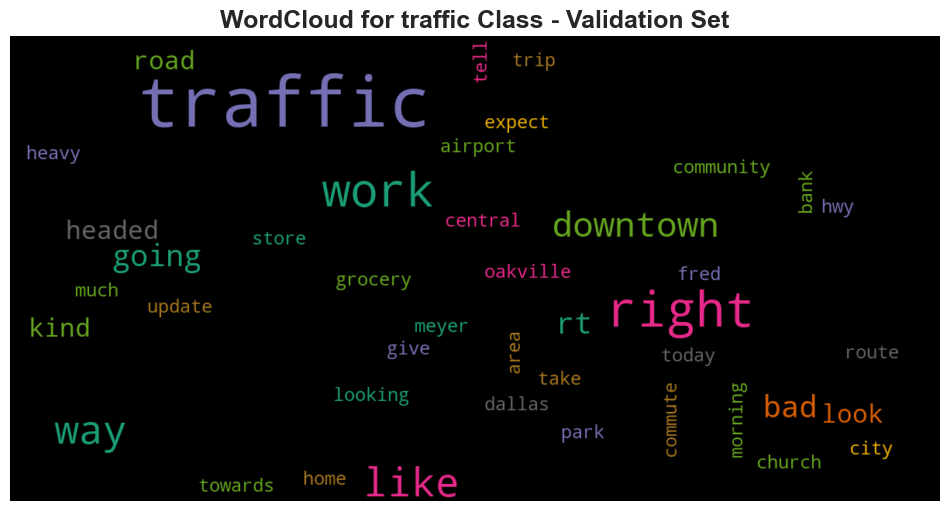 WordCloud for traffic Class - Validation Set
tell
road
trip
traffic
expect
airport
heavy
community
bank
work
hwy
central
downtown
headed
store
going
oakville
fred
grocery
much
update
right
kind
meyer
rt
area
give
today
route
take
looking
dallas
commute
morning
bad
look
way
park
city
church
like
home
towards